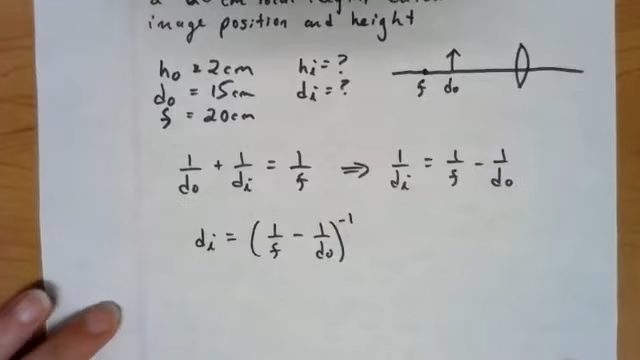 image position and height
h₀ = 2cm hᵢ = ?
d₀ = 15cm dᵢ = ?
f = 20cm
f d₀
1/d₀ + 1/dᵢ = 1/f ⟹ 1/dᵢ = 1/f - 1/d₀
dᵢ = (1/f - 1/d₀)⁻¹